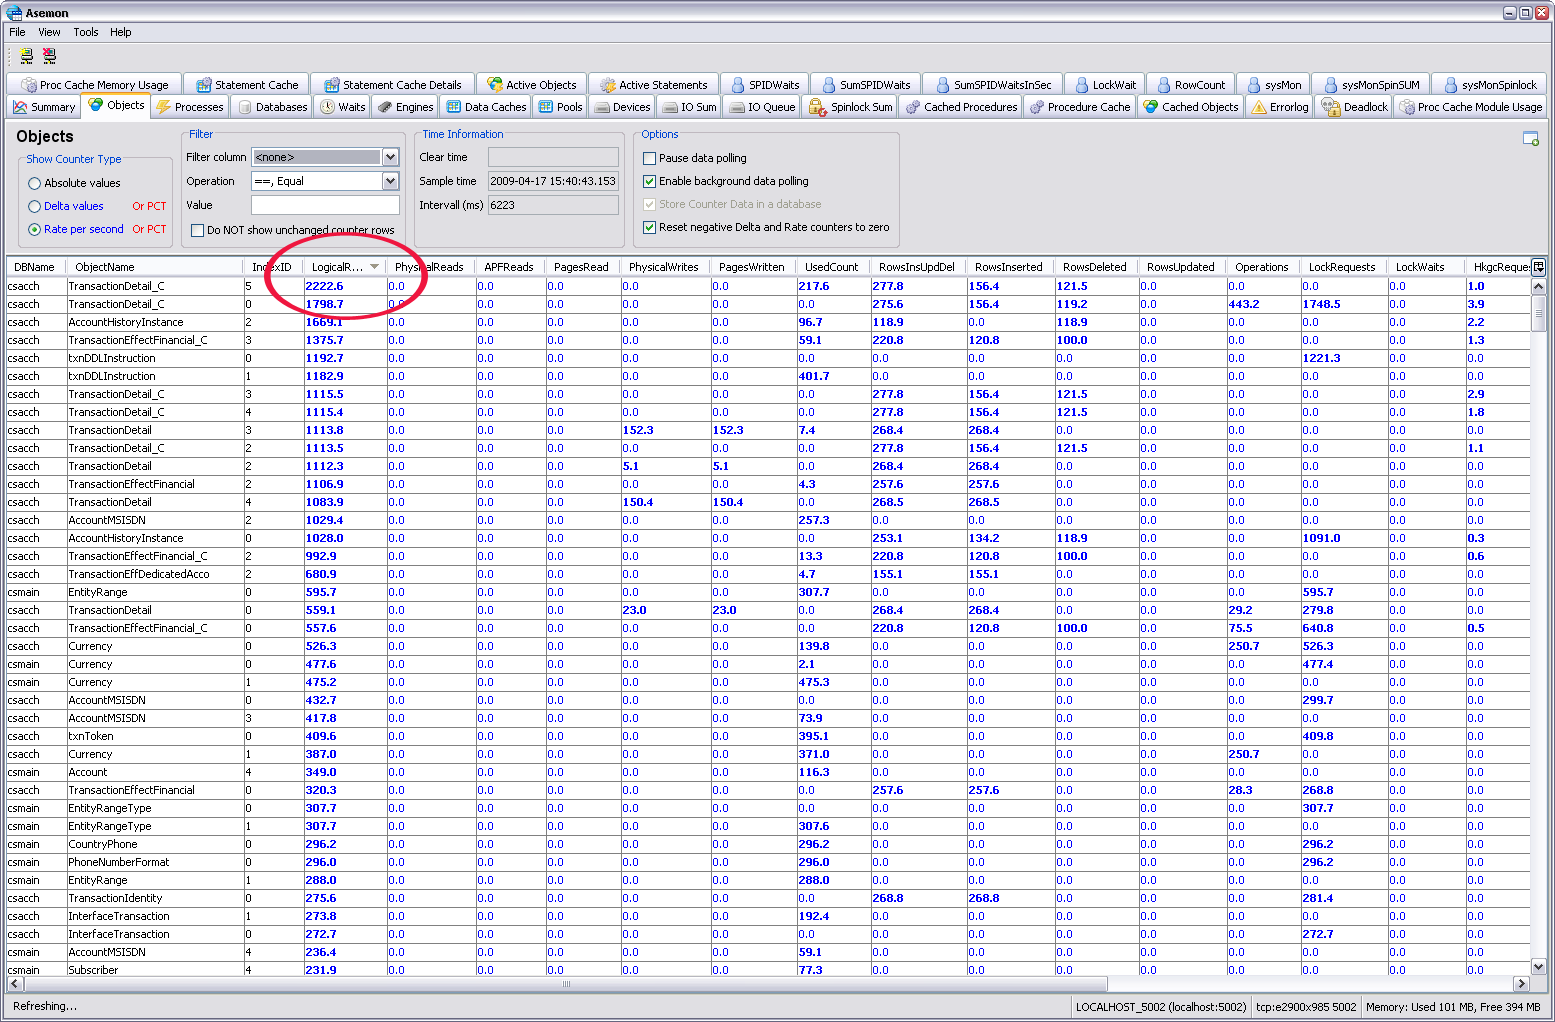 Asemon
File View Tools Help
Proc Cache Memory Usage Statement Cache Statement Cache Details Active Objects Active Statements SPIDWaits SumSPIDWaits SumSPIDWaitsInSec LockWait RowCount sysMon sysMonSpinSUM sysMonSpinlock
Summary Objects Processes Databases Waits Engines Data Caches Pools Devices IO Sum IO Queue Spinlock Sum Cached Procedures Procedure Cache Cached Objects Errorlog Deadlock Proc Cache Module Usage
Objects
Show Counter Type
Absolute values
Delta values Or PCT
Rate per second Or PCT
Filter
Filter column <none>
Operation ==, Equal
Value
Do NOT show unchanged counter rows
Time Information
Clear time
Sample time 2009-04-17 15:40:43.153
Intervall (ms) 6223
Options
Pause data polling
Enable background data polling
Store Counter Data in a database
Reset negative Delta and Rate counters to zero
DBName ObjectName IndexID LogicalR... PhysicalReads APFReads PagesRead PhysicalWrites PagesWritten UsedCount RowsInsUpdDel RowsInserted RowsDeleted RowsUpdated Operations LockRequests LockWaits HkgcReques
csacch TransactionDetail_C 5 2222.6 0.0 0.0 0.0 0.0 0.0 217.6 277.8 156.4 121.5 0.0 0.0 0.0 0.0 1.0
csacch TransactionDetail_C 0 1798.7 0.0 0.0 0.0 0.0 0.0 0.0 275.6 156.4 119.2 0.0 443.2 1748.5 0.0 3.9
csacch AccountHistoryInstance 2 1669.1 0.0 0.0 0.0 0.0 0.0 96.7 118.9 0.0 118.9 0.0 0.0 0.0 0.0 2.2
csacch TransactionEffectFinancial_C 3 1375.7 0.0 0.0 0.0 0.0 0.0 59.1 220.8 120.8 100.0 0.0 0.0 0.0 0.0 1.3
csacch txnDDLInstruction 0 1192.7 0.0 0.0 0.0 0.0 0.0 0.0 0.0 0.0 0.0 0.0 0.0 1221.3 0.0 0.0
csacch txnDDLInstruction 1 1182.9 0.0 0.0 0.0 0.0 0.0 401.7 0.0 0.0 0.0 0.0 0.0 0.0 0.0 0.0
csacch TransactionDetail_C 3 1115.5 0.0 0.0 0.0 0.0 0.0 0.0 277.8 156.4 121.5 0.0 0.0 0.0 0.0 2.9
csacch TransactionDetail_C 4 1115.4 0.0 0.0 0.0 0.0 0.0 0.0 277.8 156.4 121.5 0.0 0.0 0.0 0.0 1.8
csacch TransactionDetail 3 1113.8 0.0 0.0 0.0 152.3 152.3 7.4 268.4 268.4 0.0 0.0 0.0 0.0 0.0 0.0
csacch TransactionDetail_C 2 1113.5 0.0 0.0 0.0 0.0 0.0 0.0 277.8 156.4 121.5 0.0 0.0 0.0 0.0 1.1
csacch TransactionDetail 2 1112.3 0.0 0.0 0.0 5.1 5.1 0.0 268.4 268.4 0.0 0.0 0.0 0.0 0.0 0.0
csacch TransactionEffectFinancial 2 1106.9 0.0 0.0 0.0 0.0 0.0 4.3 257.6 257.6 0.0 0.0 0.0 0.0 0.0 0.0
csacch TransactionDetail 4 1083.9 0.0 0.0 0.0 150.4 150.4 0.0 268.5 268.5 0.0 0.0 0.0 0.0 0.0 0.0
csacch AccountMSISDN 2 1029.4 0.0 0.0 0.0 0.0 0.0 257.3 0.0 0.0 0.0 0.0 0.0 0.0 0.0 0.0
csacch AccountHistoryInstance 0 1028.0 0.0 0.0 0.0 0.0 0.0 0.0 253.1 134.2 118.9 0.0 0.0 1091.0 0.0 0.3
csacch TransactionEffectFinancial_C 2 992.9 0.0 0.0 0.0 0.0 0.0 13.3 220.8 120.8 100.0 0.0 0.0 0.0 0.0 0.6
csacch TransactionEffDedicatedAcco 2 680.9 0.0 0.0 0.0 0.0 0.0 4.7 155.1 155.1 0.0 0.0 0.0 0.0 0.0 0.0
csmain EntityRange 0 595.7 0.0 0.0 0.0 0.0 0.0 307.7 0.0 0.0 0.0 0.0 0.0 595.7 0.0 0.0
csacch TransactionDetail 0 559.1 0.0 0.0 0.0 23.0 23.0 0.0 268.4 268.4 0.0 0.0 29.2 279.8 0.0 0.0
csacch TransactionEffectFinancial_C 0 557.6 0.0 0.0 0.0 0.0 0.0 0.0 220.8 120.8 100.0 0.0 75.5 640.8 0.0 0.5
csacch Currency 0 526.3 0.0 0.0 0.0 0.0 0.0 139.8 0.0 0.0 0.0 0.0 250.7 526.3 0.0 0.0
csmain Currency 0 477.6 0.0 0.0 0.0 0.0 0.0 2.1 0.0 0.0 0.0 0.0 0.0 477.4 0.0 0.0
csmain Currency 1 475.2 0.0 0.0 0.0 0.0 0.0 475.3 0.0 0.0 0.0 0.0 0.0 0.0 0.0 0.0
csacch AccountMSISDN 0 432.7 0.0 0.0 0.0 0.0 0.0 0.0 0.0 0.0 0.0 0.0 0.0 299.7 0.0 0.0
csacch AccountMSISDN 3 417.8 0.0 0.0 0.0 0.0 0.0 73.9 0.0 0.0 0.0 0.0 0.0 0.0 0.0 0.0
csacch txnToken 0 409.6 0.0 0.0 0.0 0.0 0.0 395.1 0.0 0.0 0.0 0.0 0.0 409.8 0.0 0.0
csacch Currency 1 387.0 0.0 0.0 0.0 0.0 0.0 371.0 0.0 0.0 0.0 0.0 250.7 0.0 0.0 0.0
csmain Account 4 349.0 0.0 0.0 0.0 0.0 0.0 116.3 0.0 0.0 0.0 0.0 0.0 0.0 0.0 0.0
csacch TransactionEffectFinancial 0 320.3 0.0 0.0 0.0 0.0 0.0 0.0 257.6 257.6 0.0 0.0 28.3 268.8 0.0 0.0
csmain EntityRangeType 0 307.7 0.0 0.0 0.0 0.0 0.0 0.0 0.0 0.0 0.0 0.0 0.0 307.7 0.0 0.0
csmain EntityRangeType 1 307.7 0.0 0.0 0.0 0.0 0.0 307.6 0.0 0.0 0.0 0.0 0.0 0.0 0.0 0.0
csmain CountryPhone 0 296.2 0.0 0.0 0.0 0.0 0.0 296.2 0.0 0.0 0.0 0.0 0.0 296.2 0.0 0.0
csmain PhoneNumberFormat 0 296.0 0.0 0.0 0.0 0.0 0.0 296.0 0.0 0.0 0.0 0.0 0.0 296.2 0.0 0.0
csmain EntityRange 1 288.0 0.0 0.0 0.0 0.0 0.0 288.0 0.0 0.0 0.0 0.0 0.0 0.0 0.0 0.0
csacch TransactionIdentity 0 275.6 0.0 0.0 0.0 0.0 0.0 0.0 268.8 268.8 0.0 0.0 0.0 281.4 0.0 0.0
csacch InterfaceTransaction 1 273.8 0.0 0.0 0.0 0.0 0.0 192.4 0.0 0.0 0.0 0.0 0.0 0.0 0.0 0.0
csacch InterfaceTransaction 0 272.7 0.0 0.0 0.0 0.0 0.0 0.0 0.0 0.0 0.0 0.0 0.0 272.7 0.0 0.0
csacch AccountMSISDN 4 236.4 0.0 0.0 0.0 0.0 0.0 59.1 0.0 0.0 0.0 0.0 0.0 0.0 0.0 0.0
csmain Subscriber 4 231.9 0.0 0.0 0.0 0.0 0.0 77.3 0.0 0.0 0.0 0.0 0.0 0.0 0.0 0.0
Refreshing... LOCALHOST_5002 (localhost:5002) tcp:e2900x985 5002 Memory: Used 101 MB, Free 394 MB